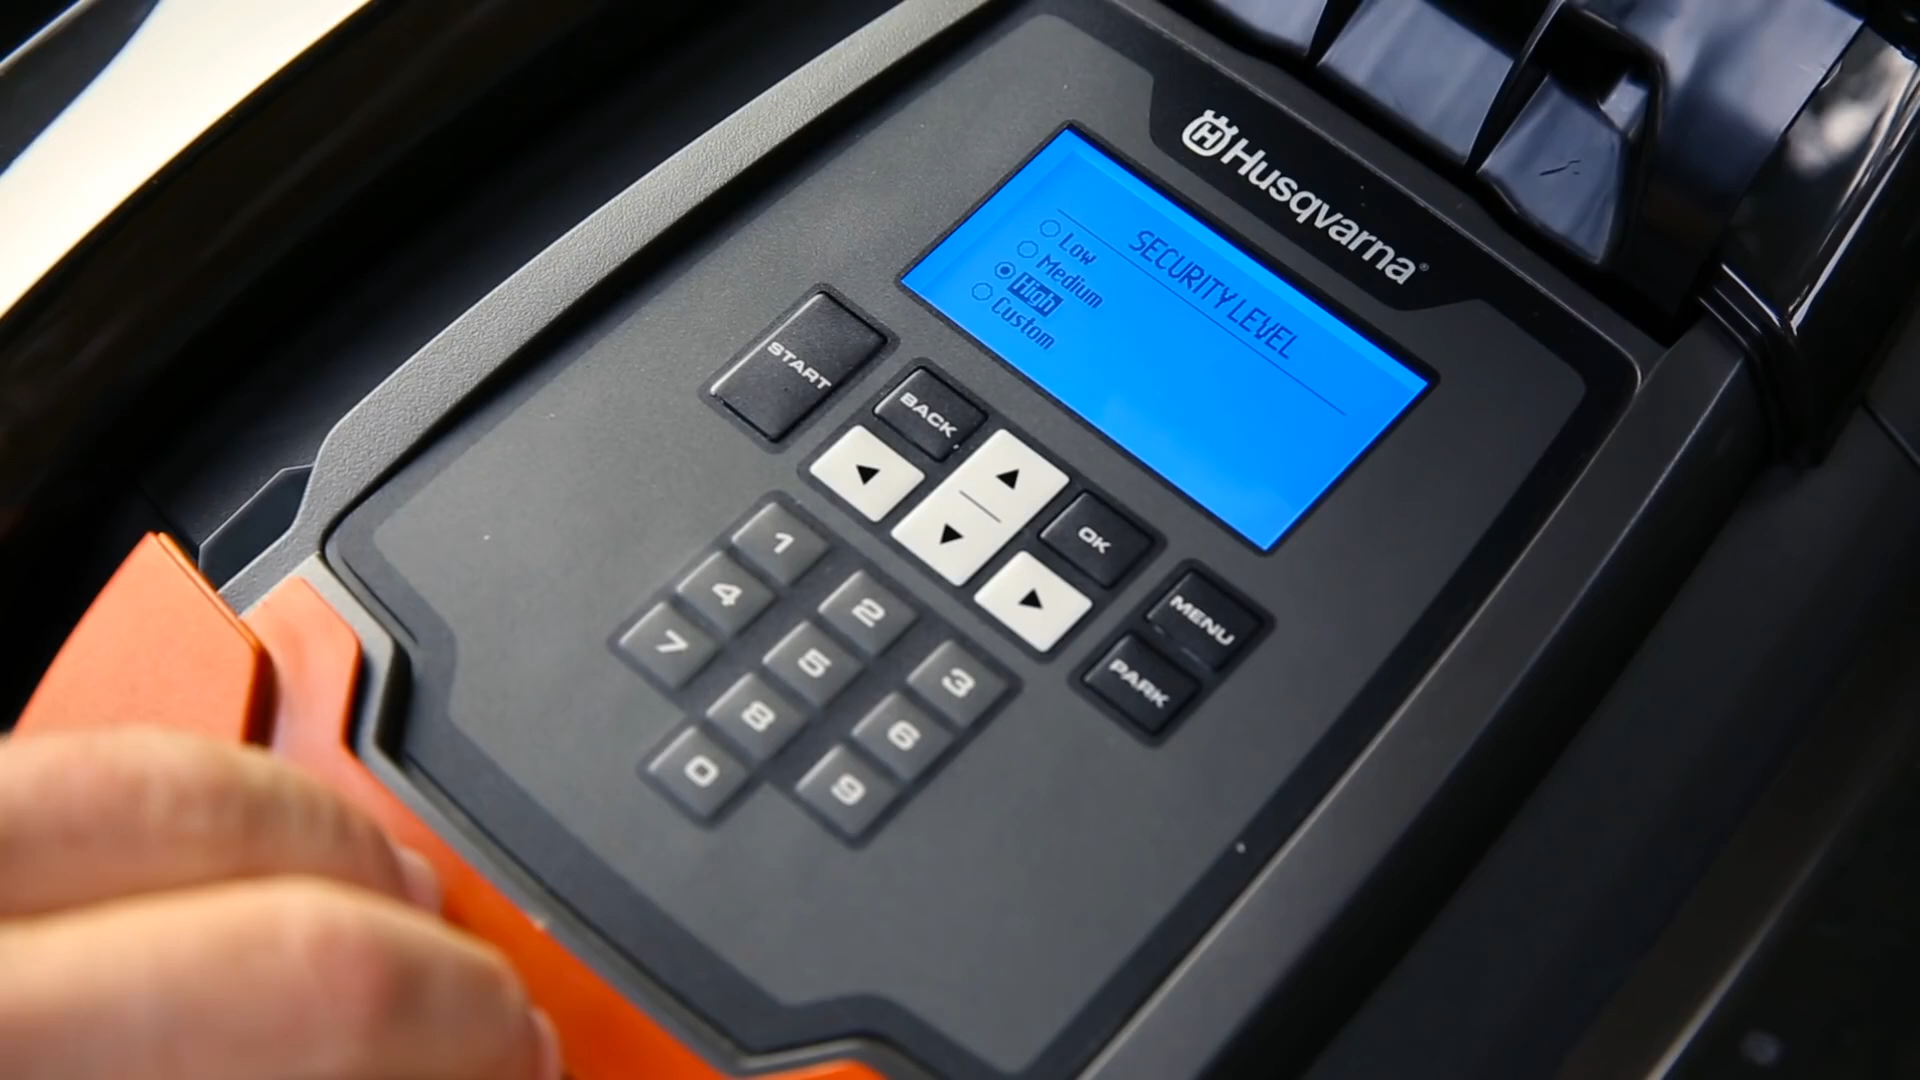 Husqvarna®
SECURITY LEVEL
Low
Medium
High
Custom
START
BACK
OK
MENU
PARK
1
2
3
4
5
6
7
8
9
0